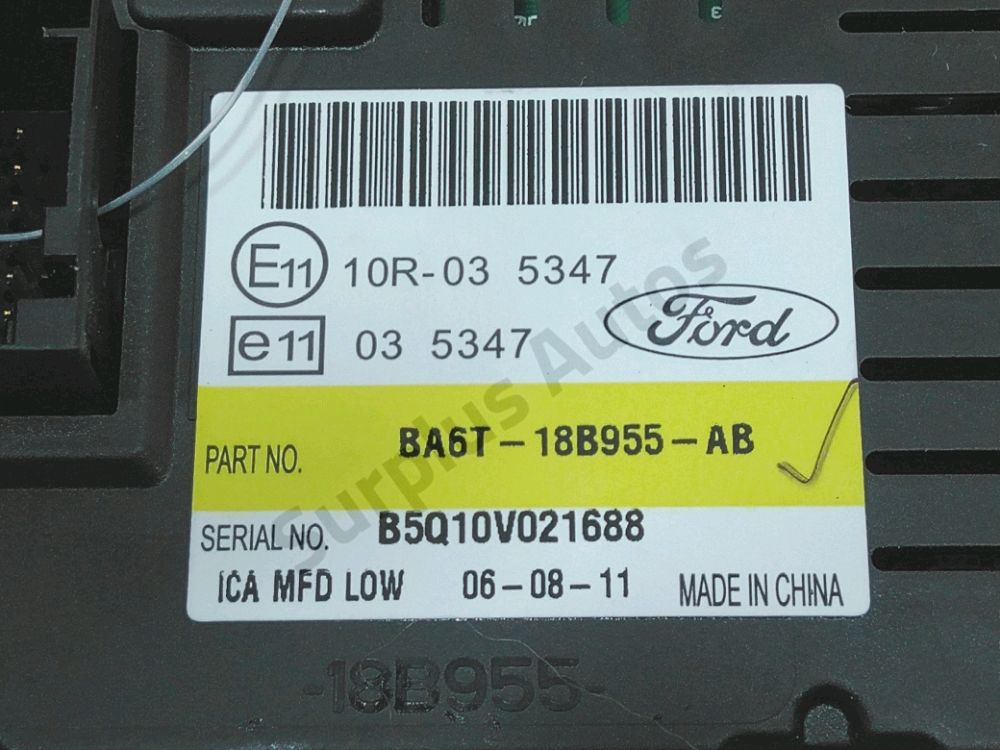 E11 10R-03 5347
e11 03 5347
Ford
PART NO. BA6T-18B955-AB
SERIAL NO. B5Q10V021688
ICA MFD LOW 06-08-11 MADE IN CHINA
-18B955-
Surplus Autos